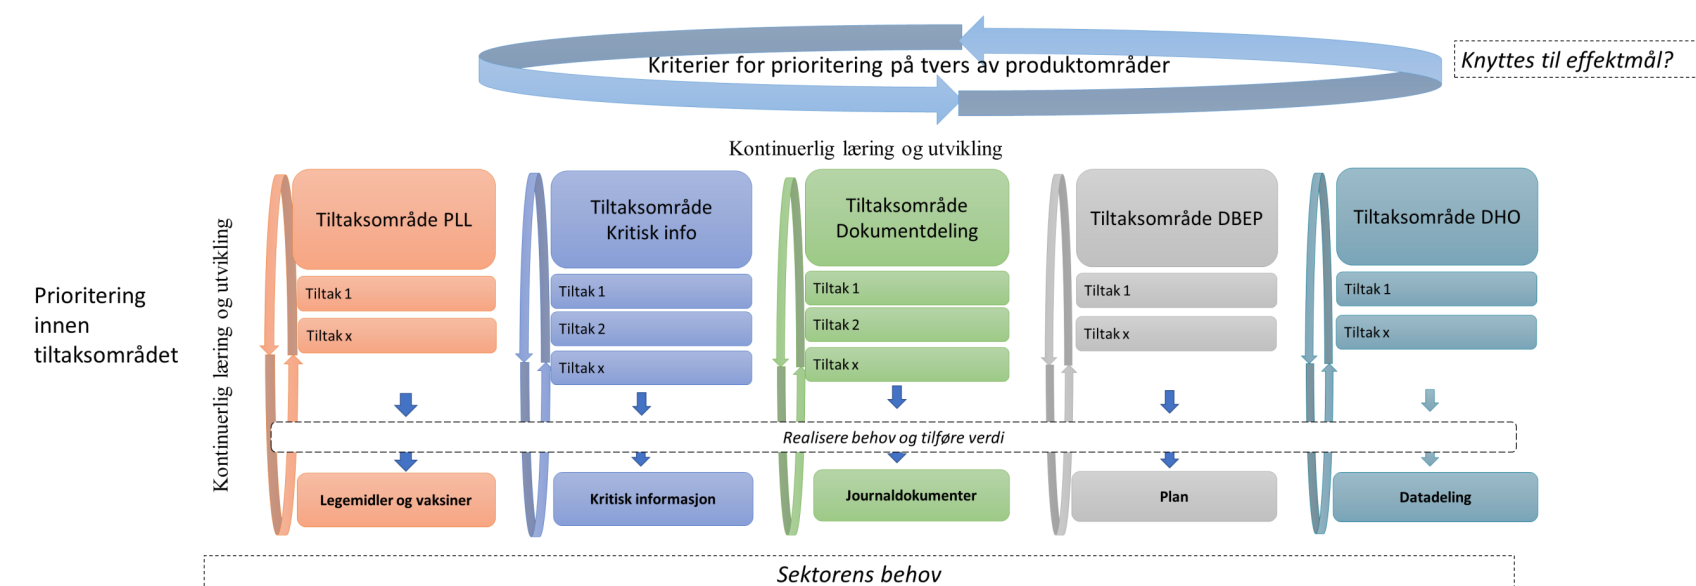 Kriterier for prioritering på tvers av produktområder
Knyttes til effektmål?
Kontinuerlig læring og utvikling
Prioritering
innen
tiltaksområdet
Kontinuerlig læring og utvikling
Tiltaksområde PLL
Tiltak 1
Tiltak x
Tiltaksområde
Kritisk info
Tiltak 1
Tiltak 2
Tiltak x
Tiltaksområde
Dokumentdeling
Tiltak 1
Tiltak 2
Tiltak x
Tiltaksområde DBEP
Tiltak 1
Tiltak x
Tiltaksområde DHO
Tiltak 1
Tiltak x
Realisere behov og tilføre verdi
Legemidler og vaksiner
Kritisk informasjon
Journaldokumenter
Plan
Datadeling
Sektorens behov